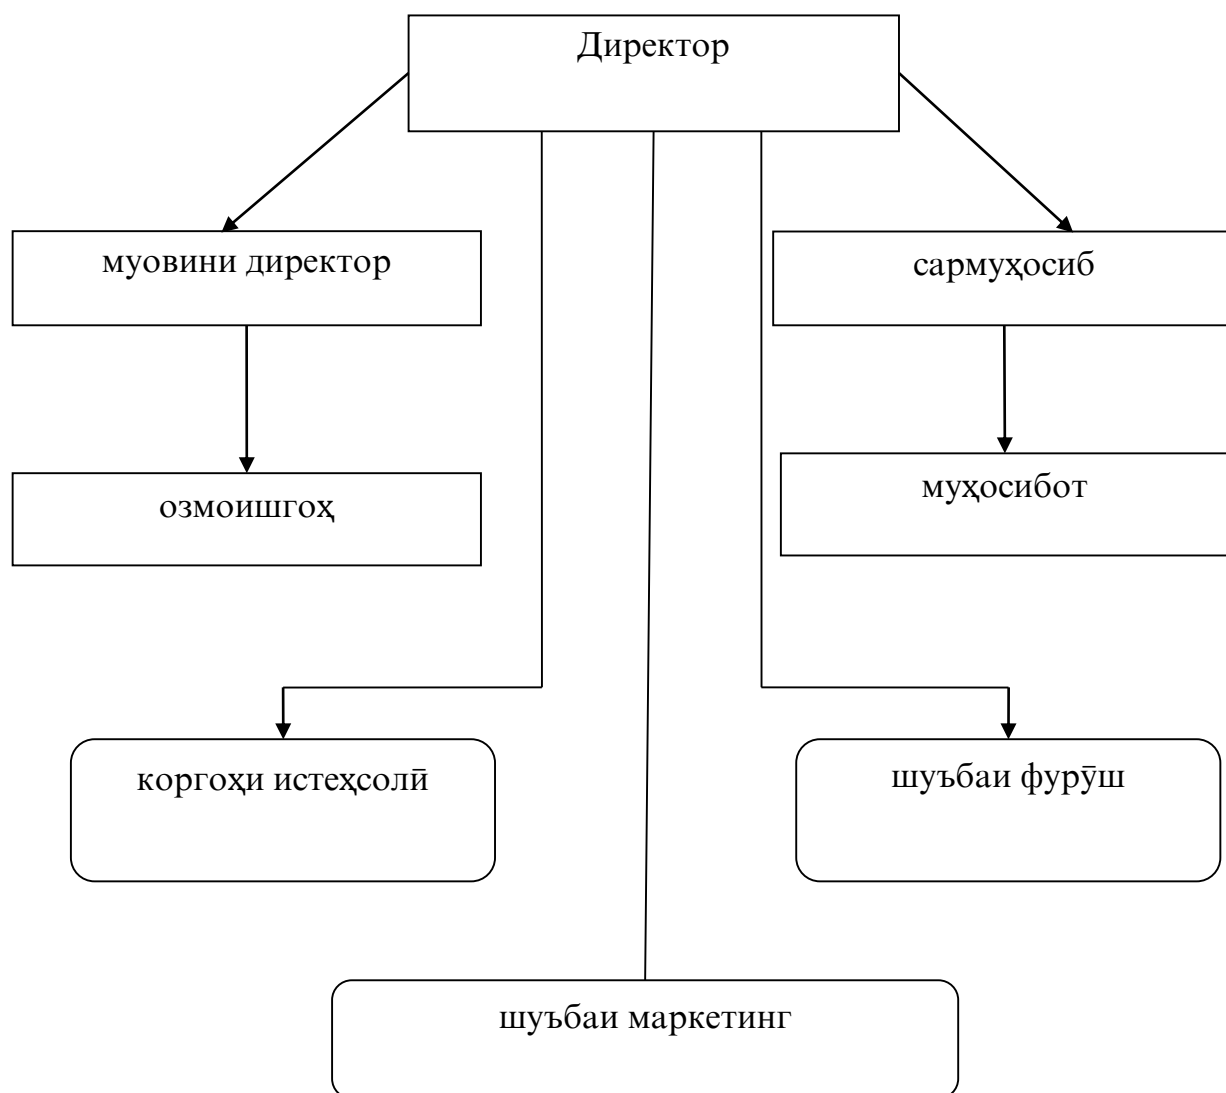 Директор
муовини директор
сармуҳосиб
озмоишгоҳ
муҳосибот
коргоҳи истеҳсолӣ
шуъбаи фурӯш
шуъбаи маркетинг